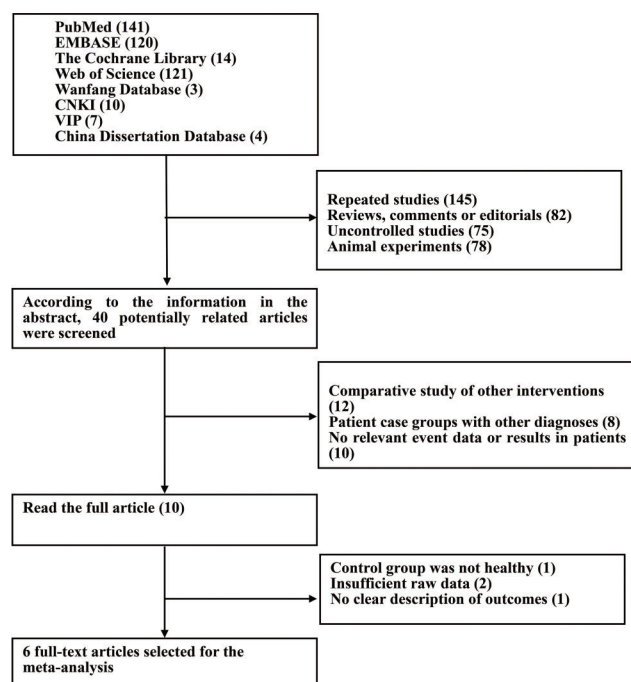 PubMed (141)
EMBASE (120)
The Cochrane Library (14)
Web of Science (121)
Wanfang Database (3)
CNKI (10)
VIP (7)
China Dissertation Database (4)
Repeated studies (145)
Reviews, comments or editorials (82)
Uncontrolled studies (75)
Animal experiments (78)
According to the information in the
abstract, 40 potentially related articles
were screened
Comparative study of other interventions
(12)
Patient case groups with other diagnoses (8)
No relevant event data or results in patients
(10)
Read the full article (10)
Control group was not healthy (1)
Insufficient raw data (2)
No clear description of outcomes (1)
6 full-text articles selected for the
meta-analysis